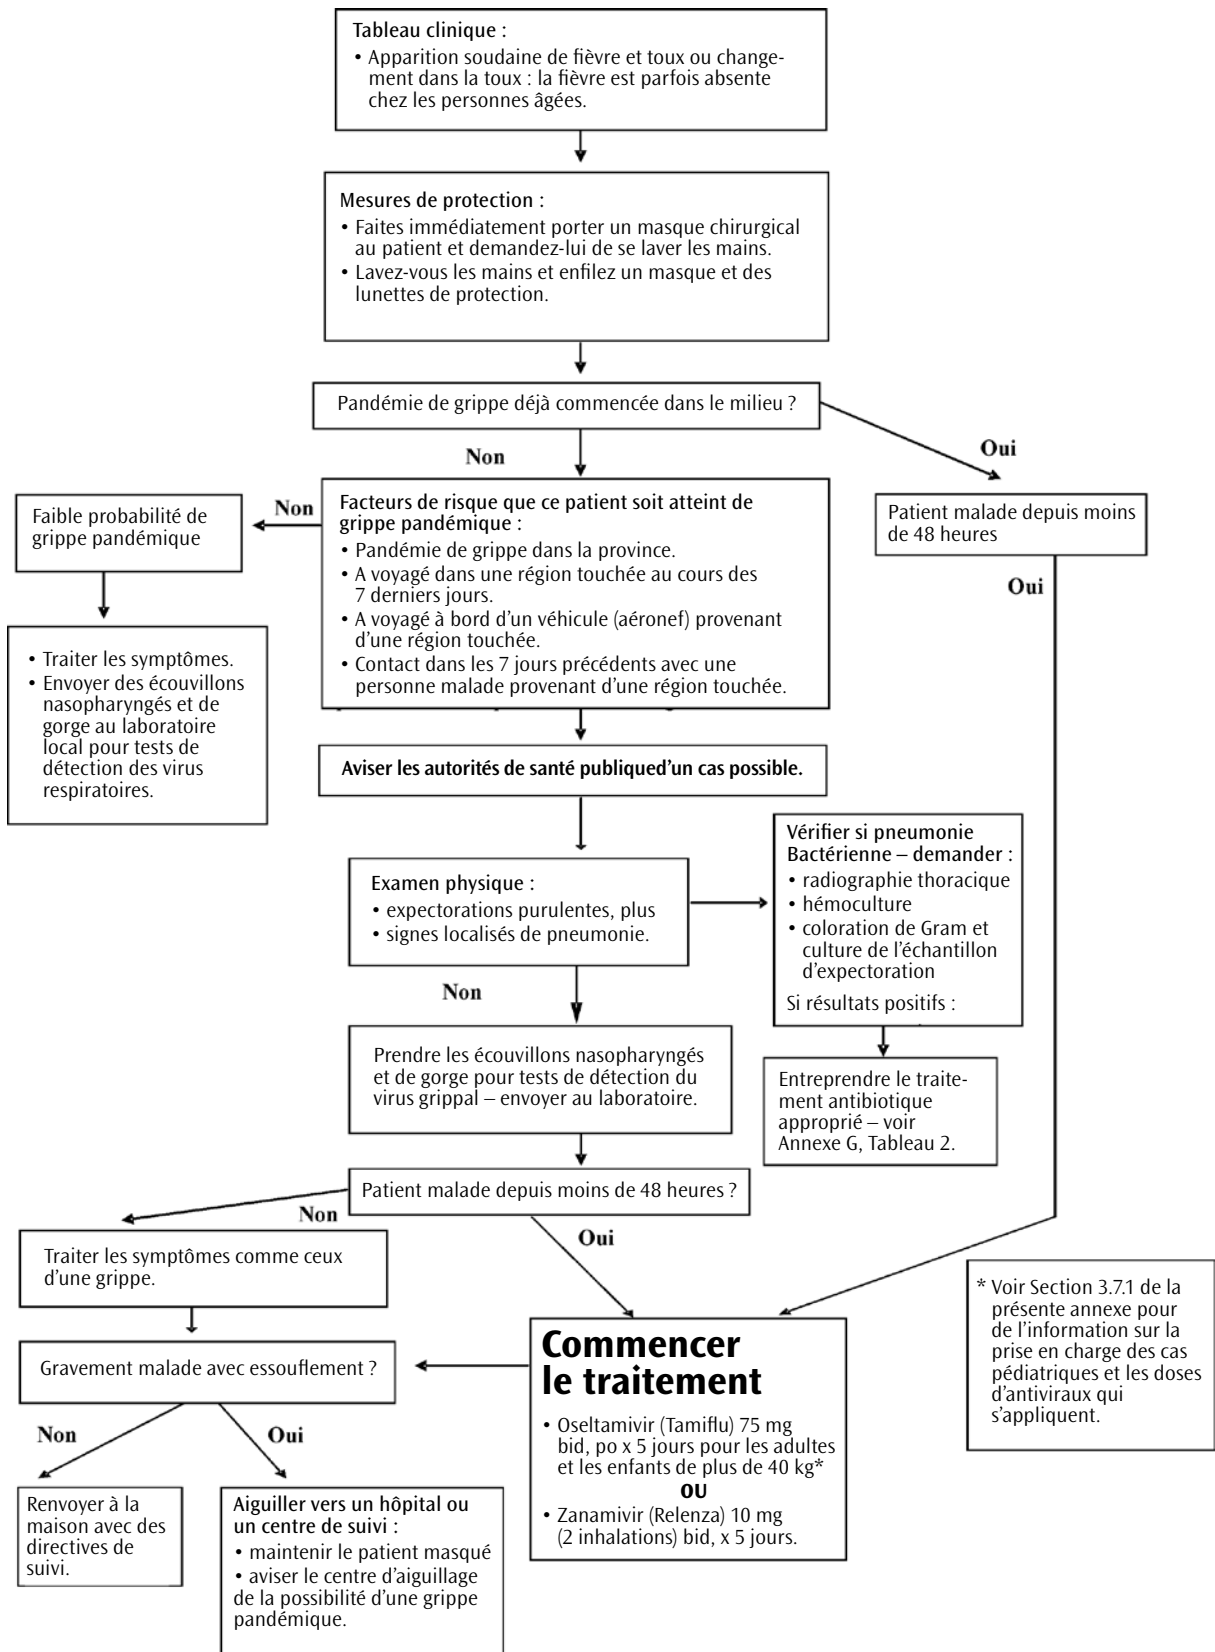 Tableau clinique :
• Apparition soudaine de fièvre et toux ou change-
ment dans la toux : la fièvre est parfois absente
chez les personnes âgées.
Mesures de protection :
• Faites immédiatement porter un masque chirurgical
au patient et demandez-lui de se laver les mains.
• Lavez-vous les mains et enfilez un masque et des
lunettes de protection.
Pandémie de grippe déjà commencée dans le milieu ?
Non
Oui
Facteurs de risque que ce patient soit atteint de
grippe pandémique :
• Pandémie de grippe dans la province.
• A voyagé dans une région touchée au cours des
7 derniers jours.
• A voyagé à bord d'un véhicule (aéronef) provenant
d'une région touchée.
• Contact dans les 7 jours précédents avec une
personne malade provenant d'une région touchée.
Non
Faible probabilité de
grippe pandémique
• Traiter les symptômes.
• Envoyer des écouvillons
nasopharyngés et de
gorge au laboratoire
local pour tests de
détection des virus
respiratoires.
Patient malade depuis moins
de 48 heures
Oui
Aviser les autorités de santé publiqued'un cas possible.
Examen physique :
• expectorations purulentes, plus
• signes localisés de pneumonie.
Vérifier si pneumonie
Bactérienne – demander :
• radiographie thoracique
• hémoculture
• coloration de Gram et
culture de l'échantillon
d'expectoration
Si résultats positifs :
Entreprendre le traite-
ment antibiotique
approprié – voir
Annexe G, Tableau 2.
Non
Prendre les écouvillons nasopharyngés
et de gorge pour tests de détection du
virus grippal – envoyer au laboratoire.
Patient malade depuis moins de 48 heures ?
Non
Oui
Traiter les symptômes comme ceux
d'une grippe.
Gravement malade avec essouflement ?
Non
Oui
Renvoyer à la
maison avec des
directives de
suivi.
Aiguiller vers un hôpital ou
un centre de suivi :
• maintenir le patient masqué
• aviser le centre d'aiguillage
de la possibilité d'une grippe
pandémique.
Commencer
le traitement
• Oseltamivir (Tamiflu) 75 mg
bid, po x 5 jours pour les adultes
et les enfants de plus de 40 kg*
OU
• Zanamivir (Relenza) 10 mg
(2 inhalations) bid, x 5 jours.
* Voir Section 3.7.1 de la
présente annexe pour
de l'information sur la
prise en charge des cas
pédiatriques et les doses
d'antiviraux qui
s'appliquent.